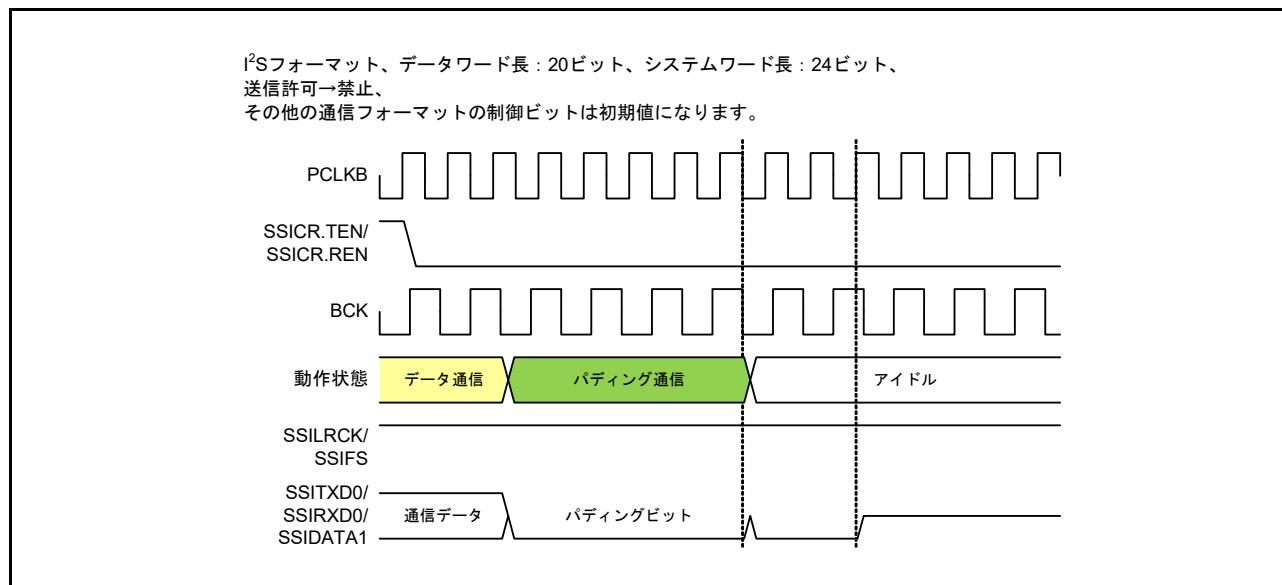 I²Sフォーマット、データワード長：20ビット、システムワード長：24ビット、
送信許可→禁止、
その他の通信フォーマットの制御ビットは初期値になります。
PCLKB
SSICR.TEN/
SSICR.REN
BCK
動作状態
データ通信
パディング通信
アイドル
SSILRCK/
SSIFS
SSITXD0/
SSIRXD0/
SSIDATA1
通信データ
パディングビット